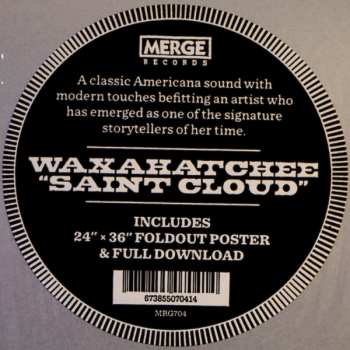 MERGE
RECORDS
A classic Americana sound with
modern touches befitting an artist who
has emerged as one of the signature
storytellers of her time.
WAXAHATCHEE
"SAINT CLOUD"
INCLUDES
24" × 36" FOLDOUT POSTER
& FULL DOWNLOAD
673855070414
MRG704